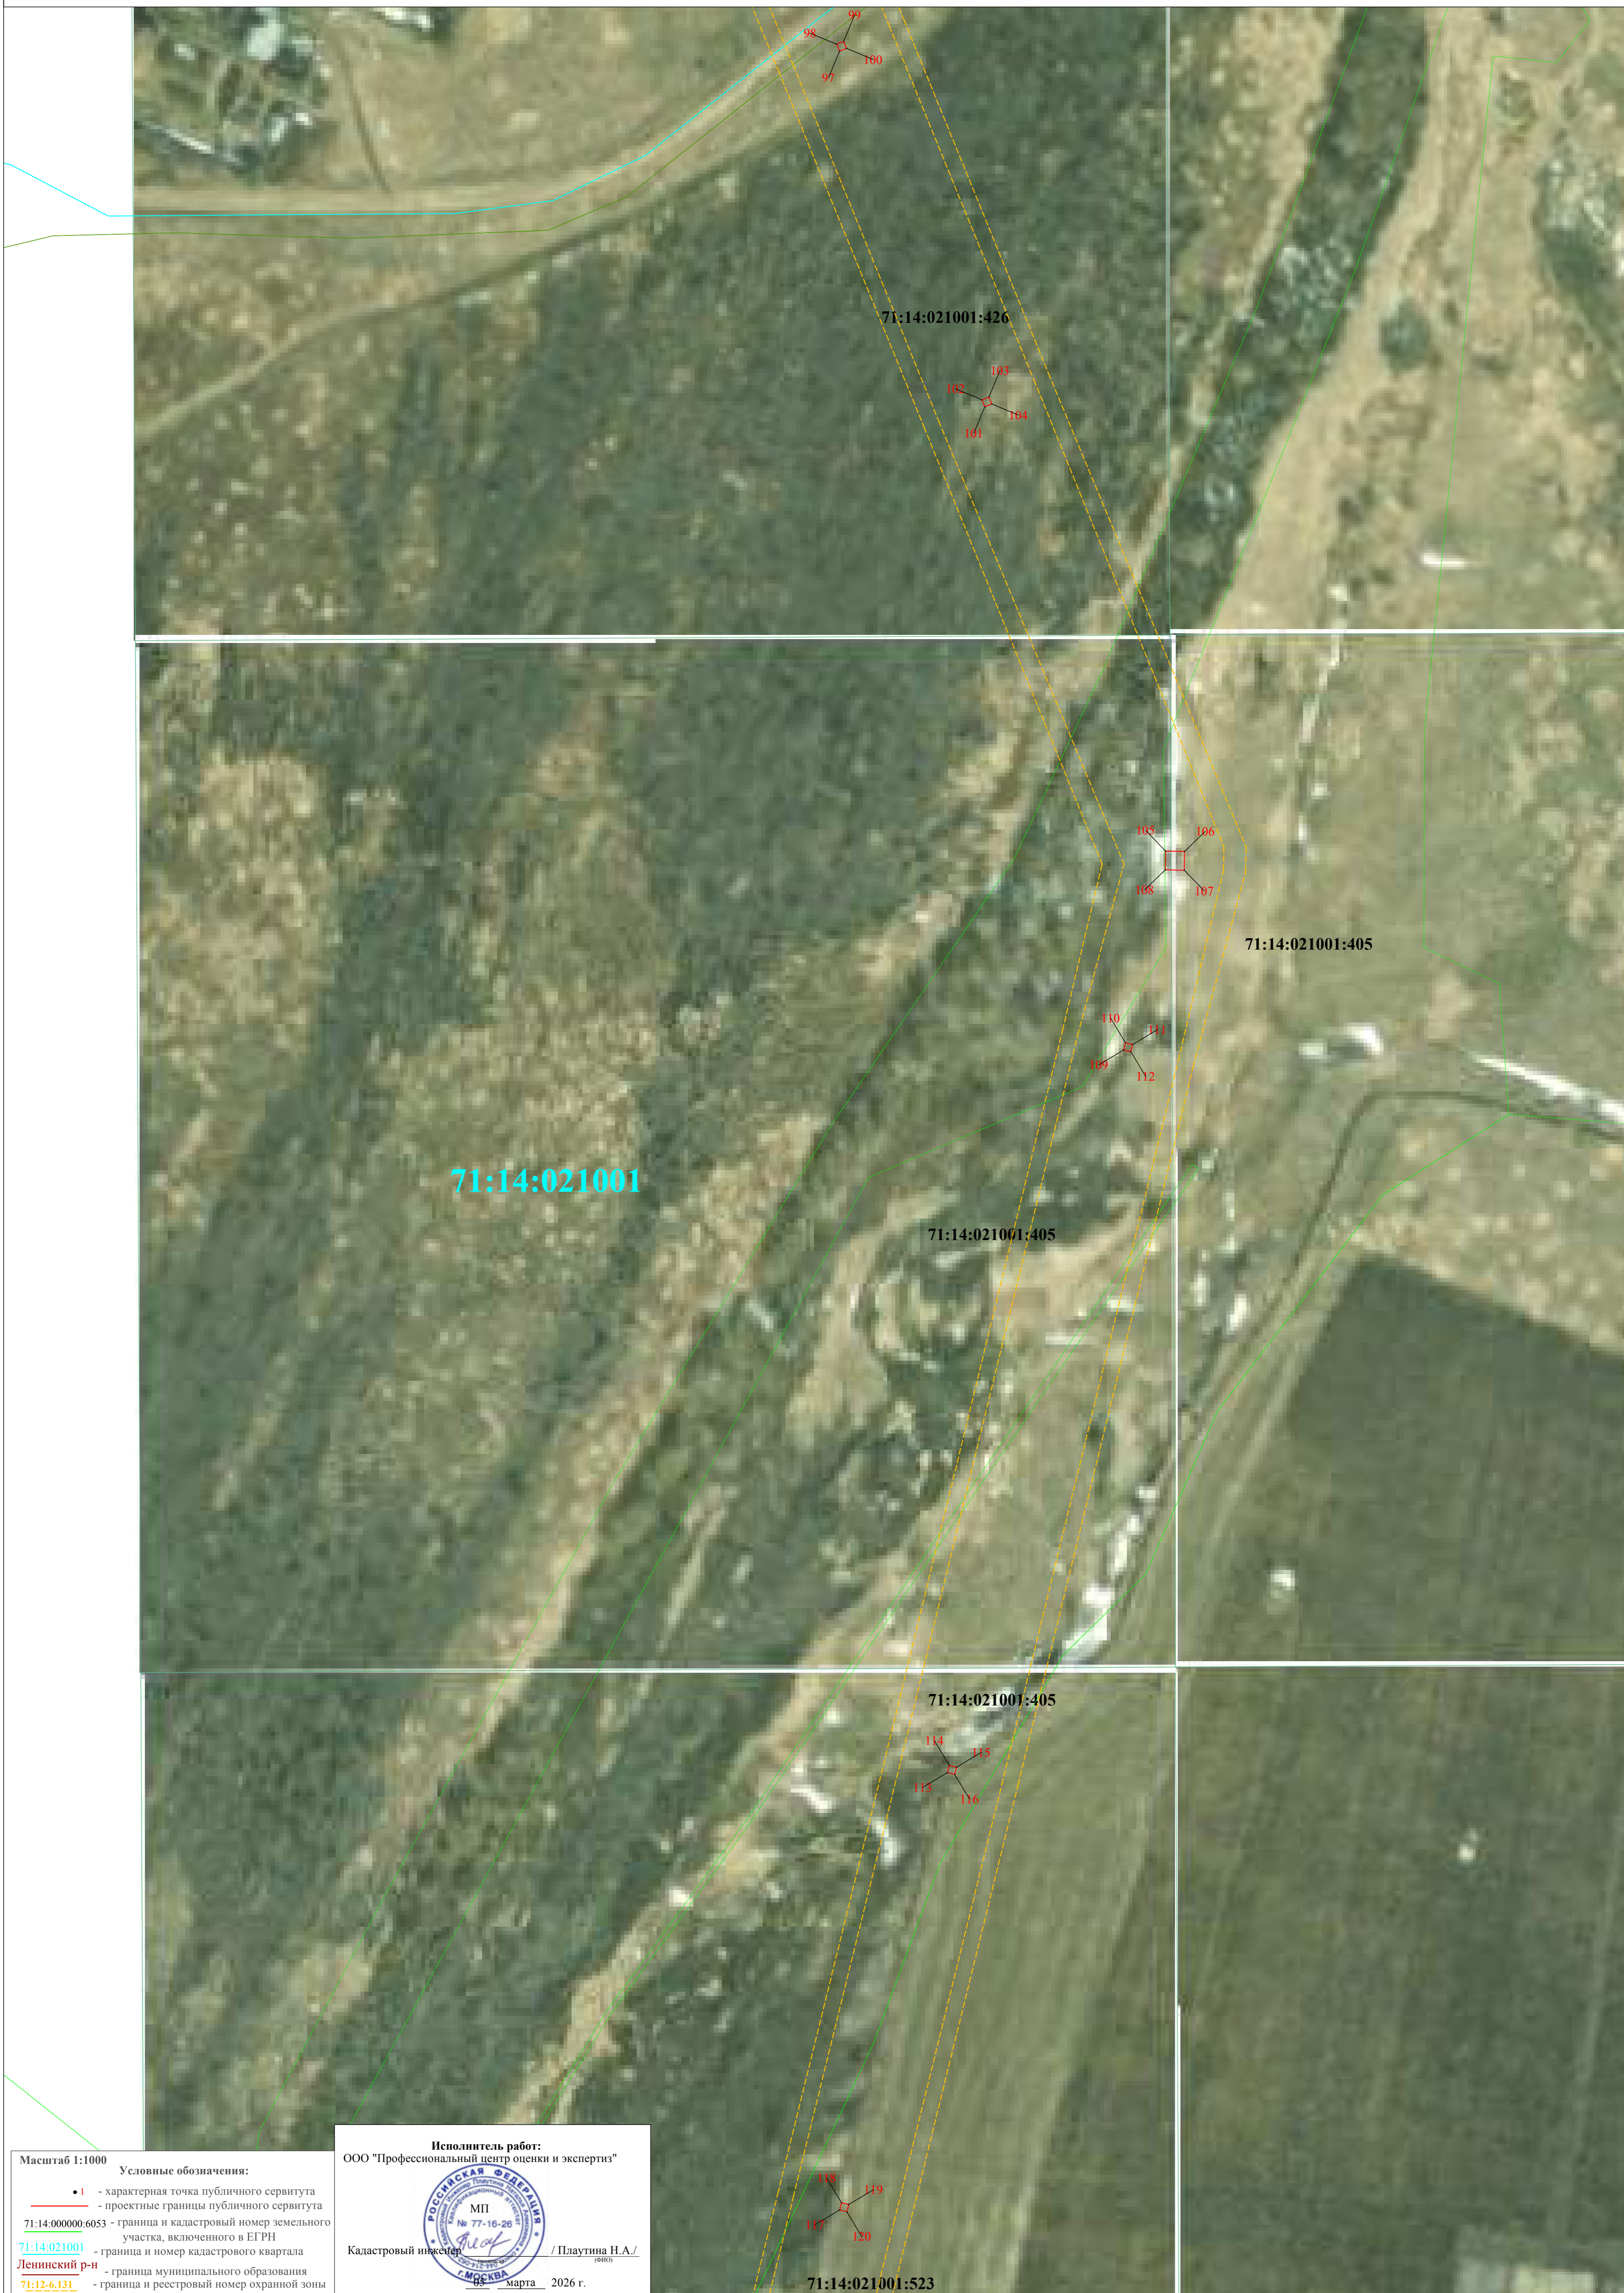 99
98
100
97
71:14:021001:426
103
102
104
101
105
106
108
107
71:14:021001:405
110
111
109
112
71:14:021001
71:14:021001:405
71:14:021001:405
114
115
113
116
118
119
117
120
71:14:021001:523
Масштаб 1:1000
Условные обозначения:
1 - характерная точка публичного сервитута
- проектные границы публичного сервитута
71:14:000000:6053 - граница и кадастровый номер земельного
участка, включенного в ЕГРН
71:14:021001 - граница и номер кадастрового квартала
Ленинский р-н - граница муниципального образования
71:12-6.131 - граница и реестровый номер охранной зоны
Исполнитель работ:
ООО "Профессиональный центр оценки и экспертиз"
РОССИЙСКАЯ ФЕДЕРАЦИЯ
МП
№ 77-16-26
г.МОСКВА
Кадастровый инженер / Плаутина Н.А./
(ФИО)
05 марта 2026 г.